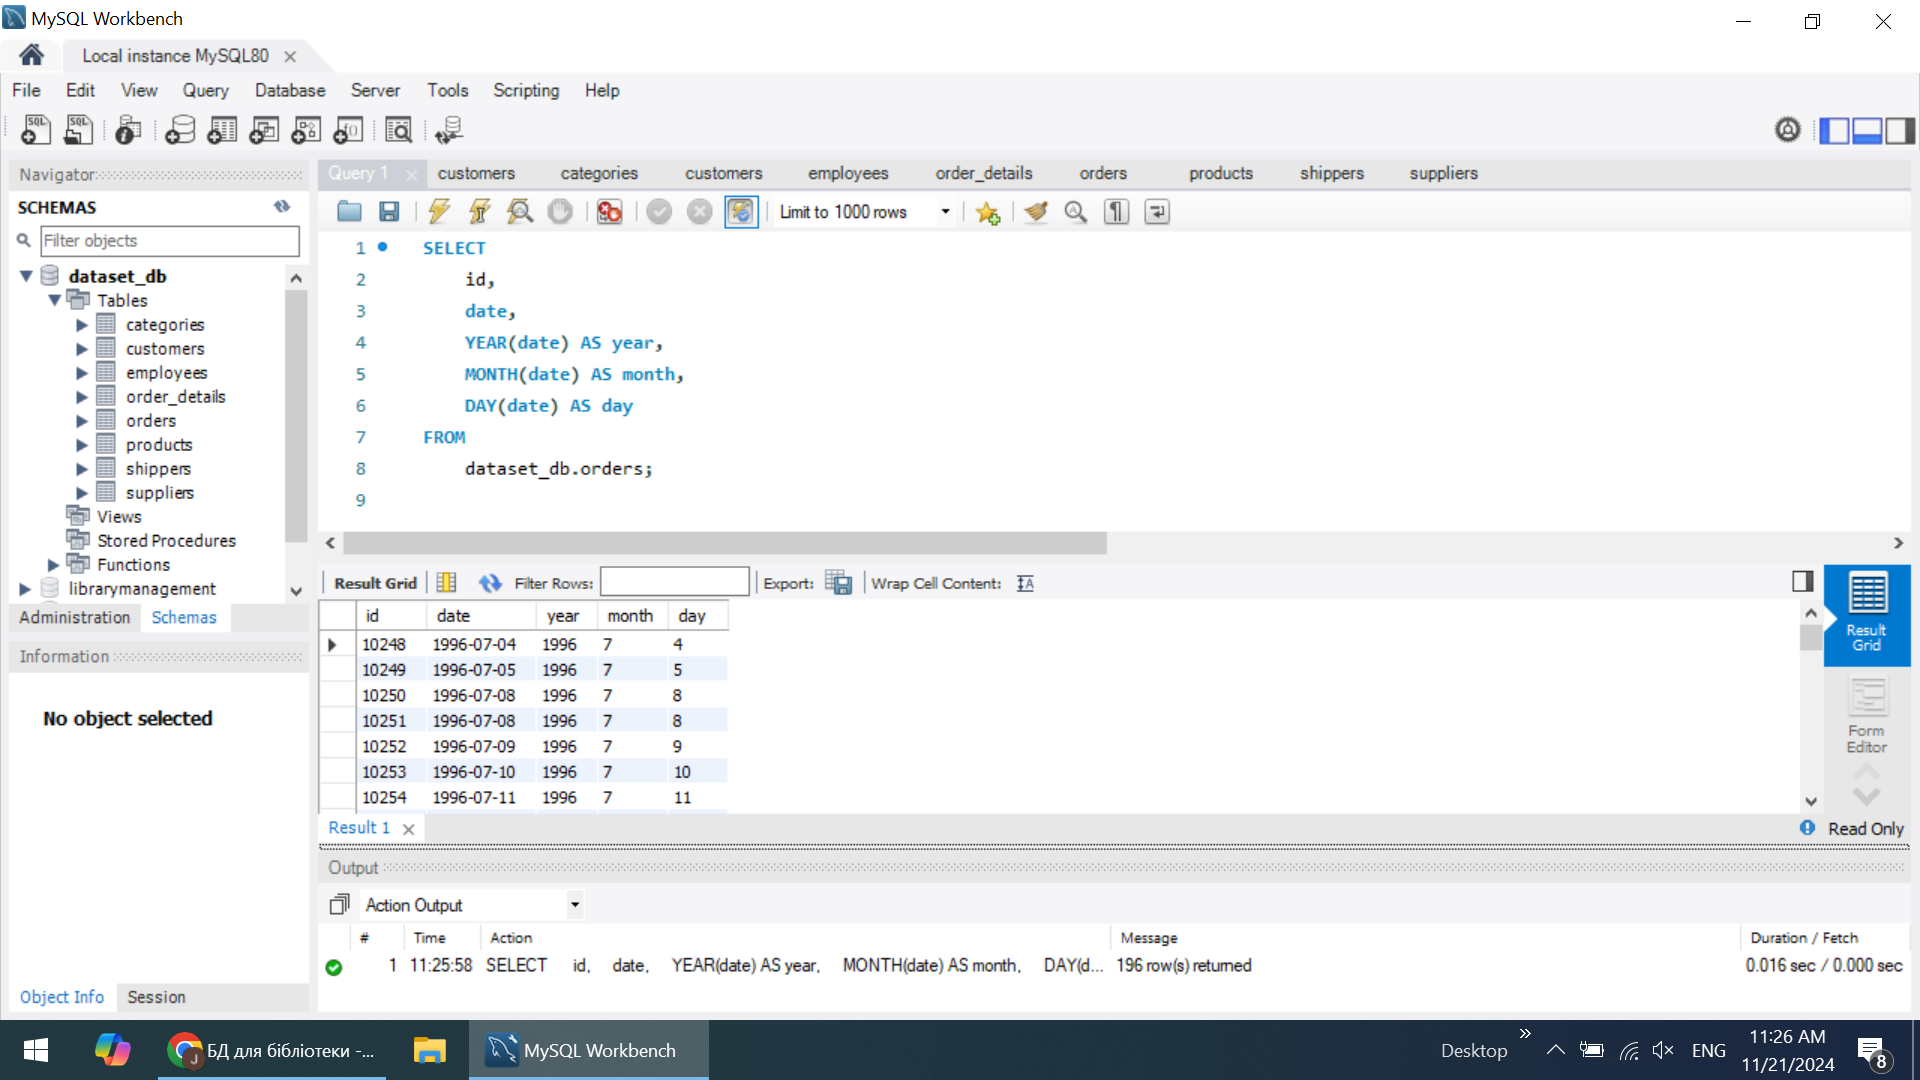 MySQL Workbench
Local instance MySQL80
File Edit View Query Database Server Tools Scripting Help
Navigator
SCHEMAS
Filter objects
dataset_db
Tables
categories
customers
employees
order_details
orders
products
shippers
suppliers
Views
Stored Procedures
Functions
librarymanagement
Administration Schemas
Information
No object selected
Object Info Session
Query 1 customers categories customers employees order_details orders products shippers suppliers
Limit to 1000 rows
1 SELECT
2 id,
3 date,
4 YEAR(date) AS year,
5 MONTH(date) AS month,
6 DAY(date) AS day
7 FROM
8 dataset_db.orders;
9
Result Grid Filter Rows: Export: Wrap Cell Content:
id date year month day
10248 1996-07-04 1996 7 4
10249 1996-07-05 1996 7 5
10250 1996-07-08 1996 7 8
10251 1996-07-08 1996 7 8
10252 1996-07-09 1996 7 9
10253 1996-07-10 1996 7 10
10254 1996-07-11 1996 7 11
Result Grid
Form Editor
Result 1 Read Only
Output
Action Output
# Time Action Message Duration / Fetch
1 11:25:58 SELECT id, date, YEAR(date) AS year, MONTH(date) AS month, DAY(d... 196 row(s) returned 0.016 sec / 0.000 sec
БД для бібліотеки -... MySQL Workbench Desktop ENG 11:26 AM
11/21/2024 8